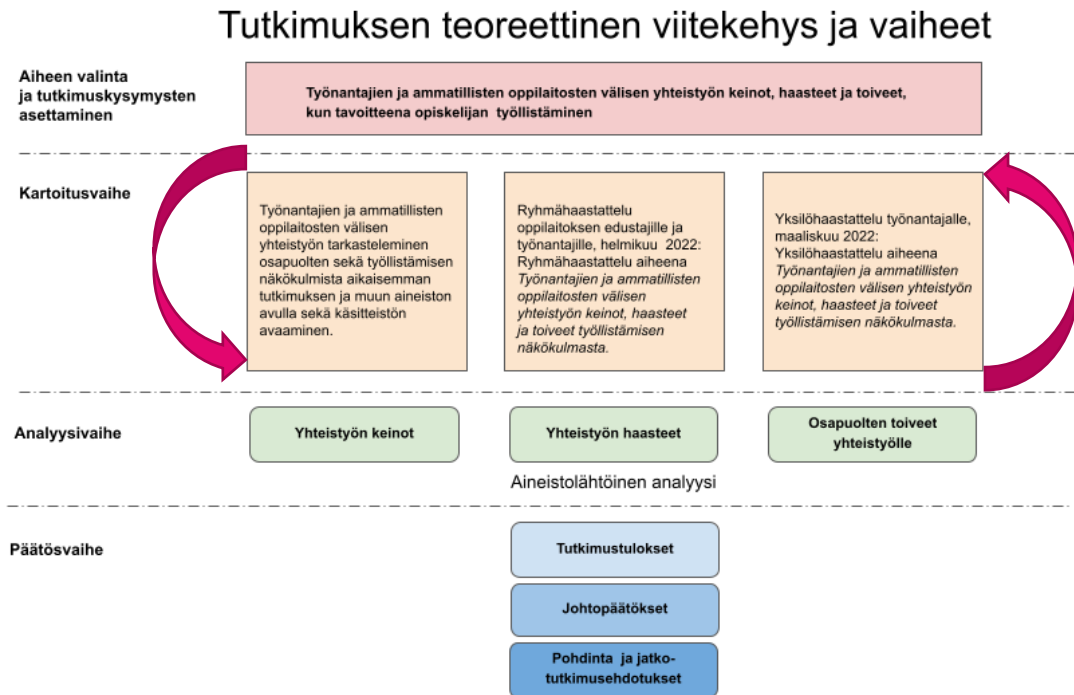 Tutkimuksen teoreettinen viitekehys ja vaiheet
Aiheen valinta
ja tutkimuskysymysten
asettaminen
Työnantajien ja ammatillisten oppilaitosten välisen yhteistyön keinot, haasteet ja toiveet,
kun tavoitteena opiskelijan työllistäminen
Kartoitusvaihe
Työnantajien ja ammatillisten
oppilaitosten välisen
yhteistyön tarkasteleminen
osapuolten sekä työllistämisen
näkökulmista aikaisemman
tutkimuksen ja muun aineiston
avulla sekä käsitteistön
avaaminen.
Ryhmähaastattelu
oppilaitoksen edustajille ja
työnantajille, helmikuu 2022:
Ryhmähaastattelu aiheena
Työnantajien ja ammatillisten
oppilaitosten välisen
yhteistyön keinot, haasteet
ja toiveet työllistämisen
näkökulmasta.
Yksilöhaastattelu työnantajalle,
maaliskuu 2022:
Yksilöhaastattelu aiheena
Työnantajien ja ammatillisten
oppilaitosten välisen yhteistyön
keinot, haasteet ja toiveet
työllistämisen näkökulmasta.
Analyysivaihe
Yhteistyön keinot
Yhteistyön haasteet
Osapuolten toiveet
yhteistyölle
Aineistolähtöinen analyysi
Päätösvaihe
Tutkimustulokset
Johtopäätökset
Pohdinta ja jatko-
tutkimusehdotukset